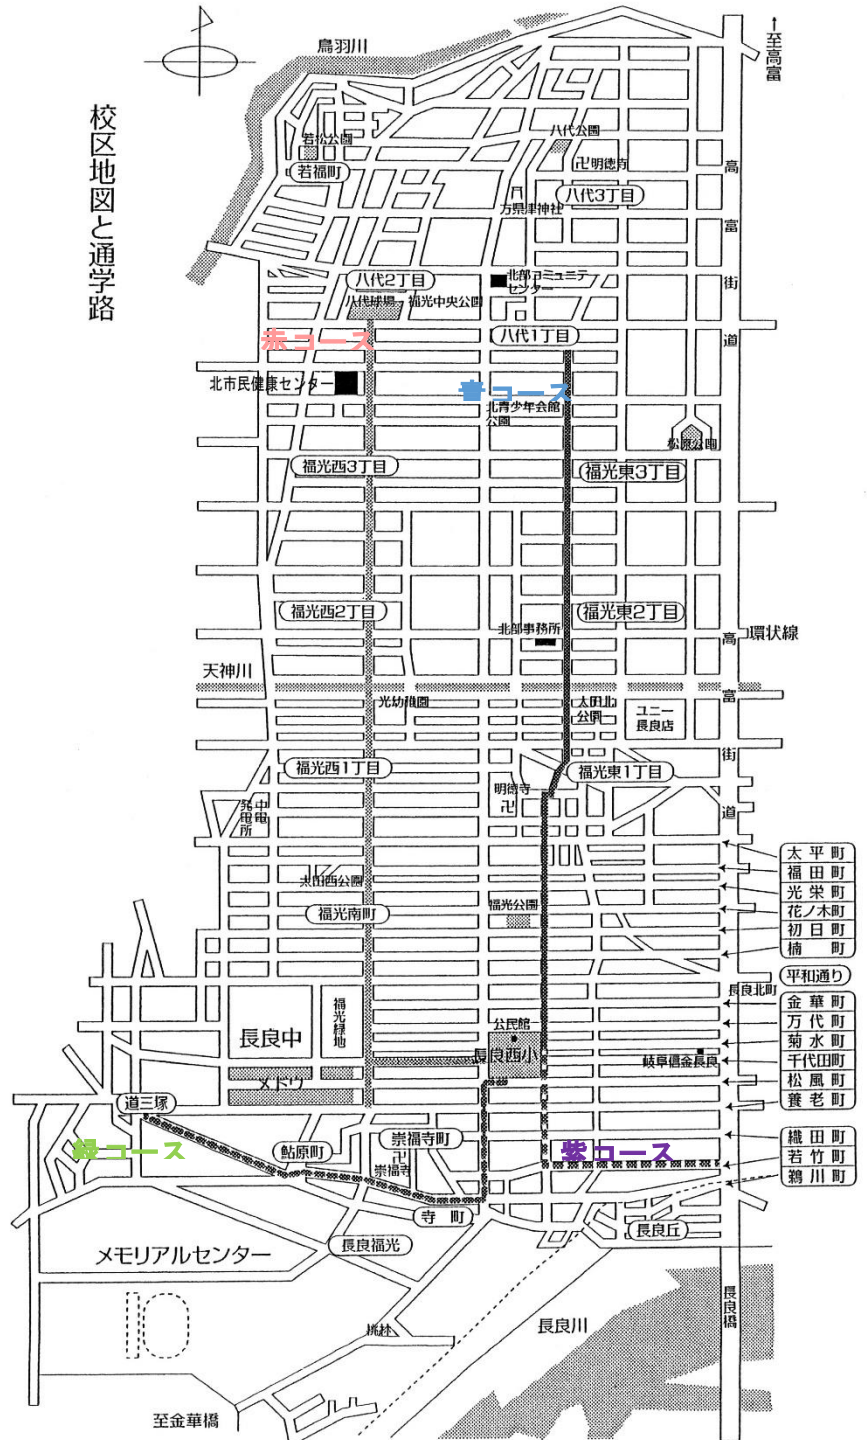 鳥羽川
↑至高富
校区地図と通学路
若松公園
若福町
八代公園
卍明徳寺
八代3丁目
方県津神社
高富街道
八代2丁目
北部コミュニティ
センター
八代球場
福光中央公園
赤コース
八代1丁目
北市民健康センター
青コース
北青少年会館
公園
松原公園
福光西3丁目
福光東3丁目
福光西2丁目
福光東2丁目
北部事務所
環状線
天神川
光幼稚園
太田北
公園
ユニー
長良店
高富街道
福光西1丁目
福光東1丁目
明徳寺
卍
中電
発電所
太田西公園
福光南町
福光公園
太平町
福田町
光栄町
花ノ木町
初日町
楠町
平和通り
長良北町
金華町
万代町
菊水町
千代田町
松風町
養老町
福光緑地
長良中
公民館
長良西小
岐阜信金長良
メドウ
道三塚
緑コース
鮎原町
崇福寺町
卍
崇福寺
紫コース
織田町
若竹町
鵜川町
寺町
長良福光
長良丘
メモリアルセンター
長良橋
長良川
至金華橋